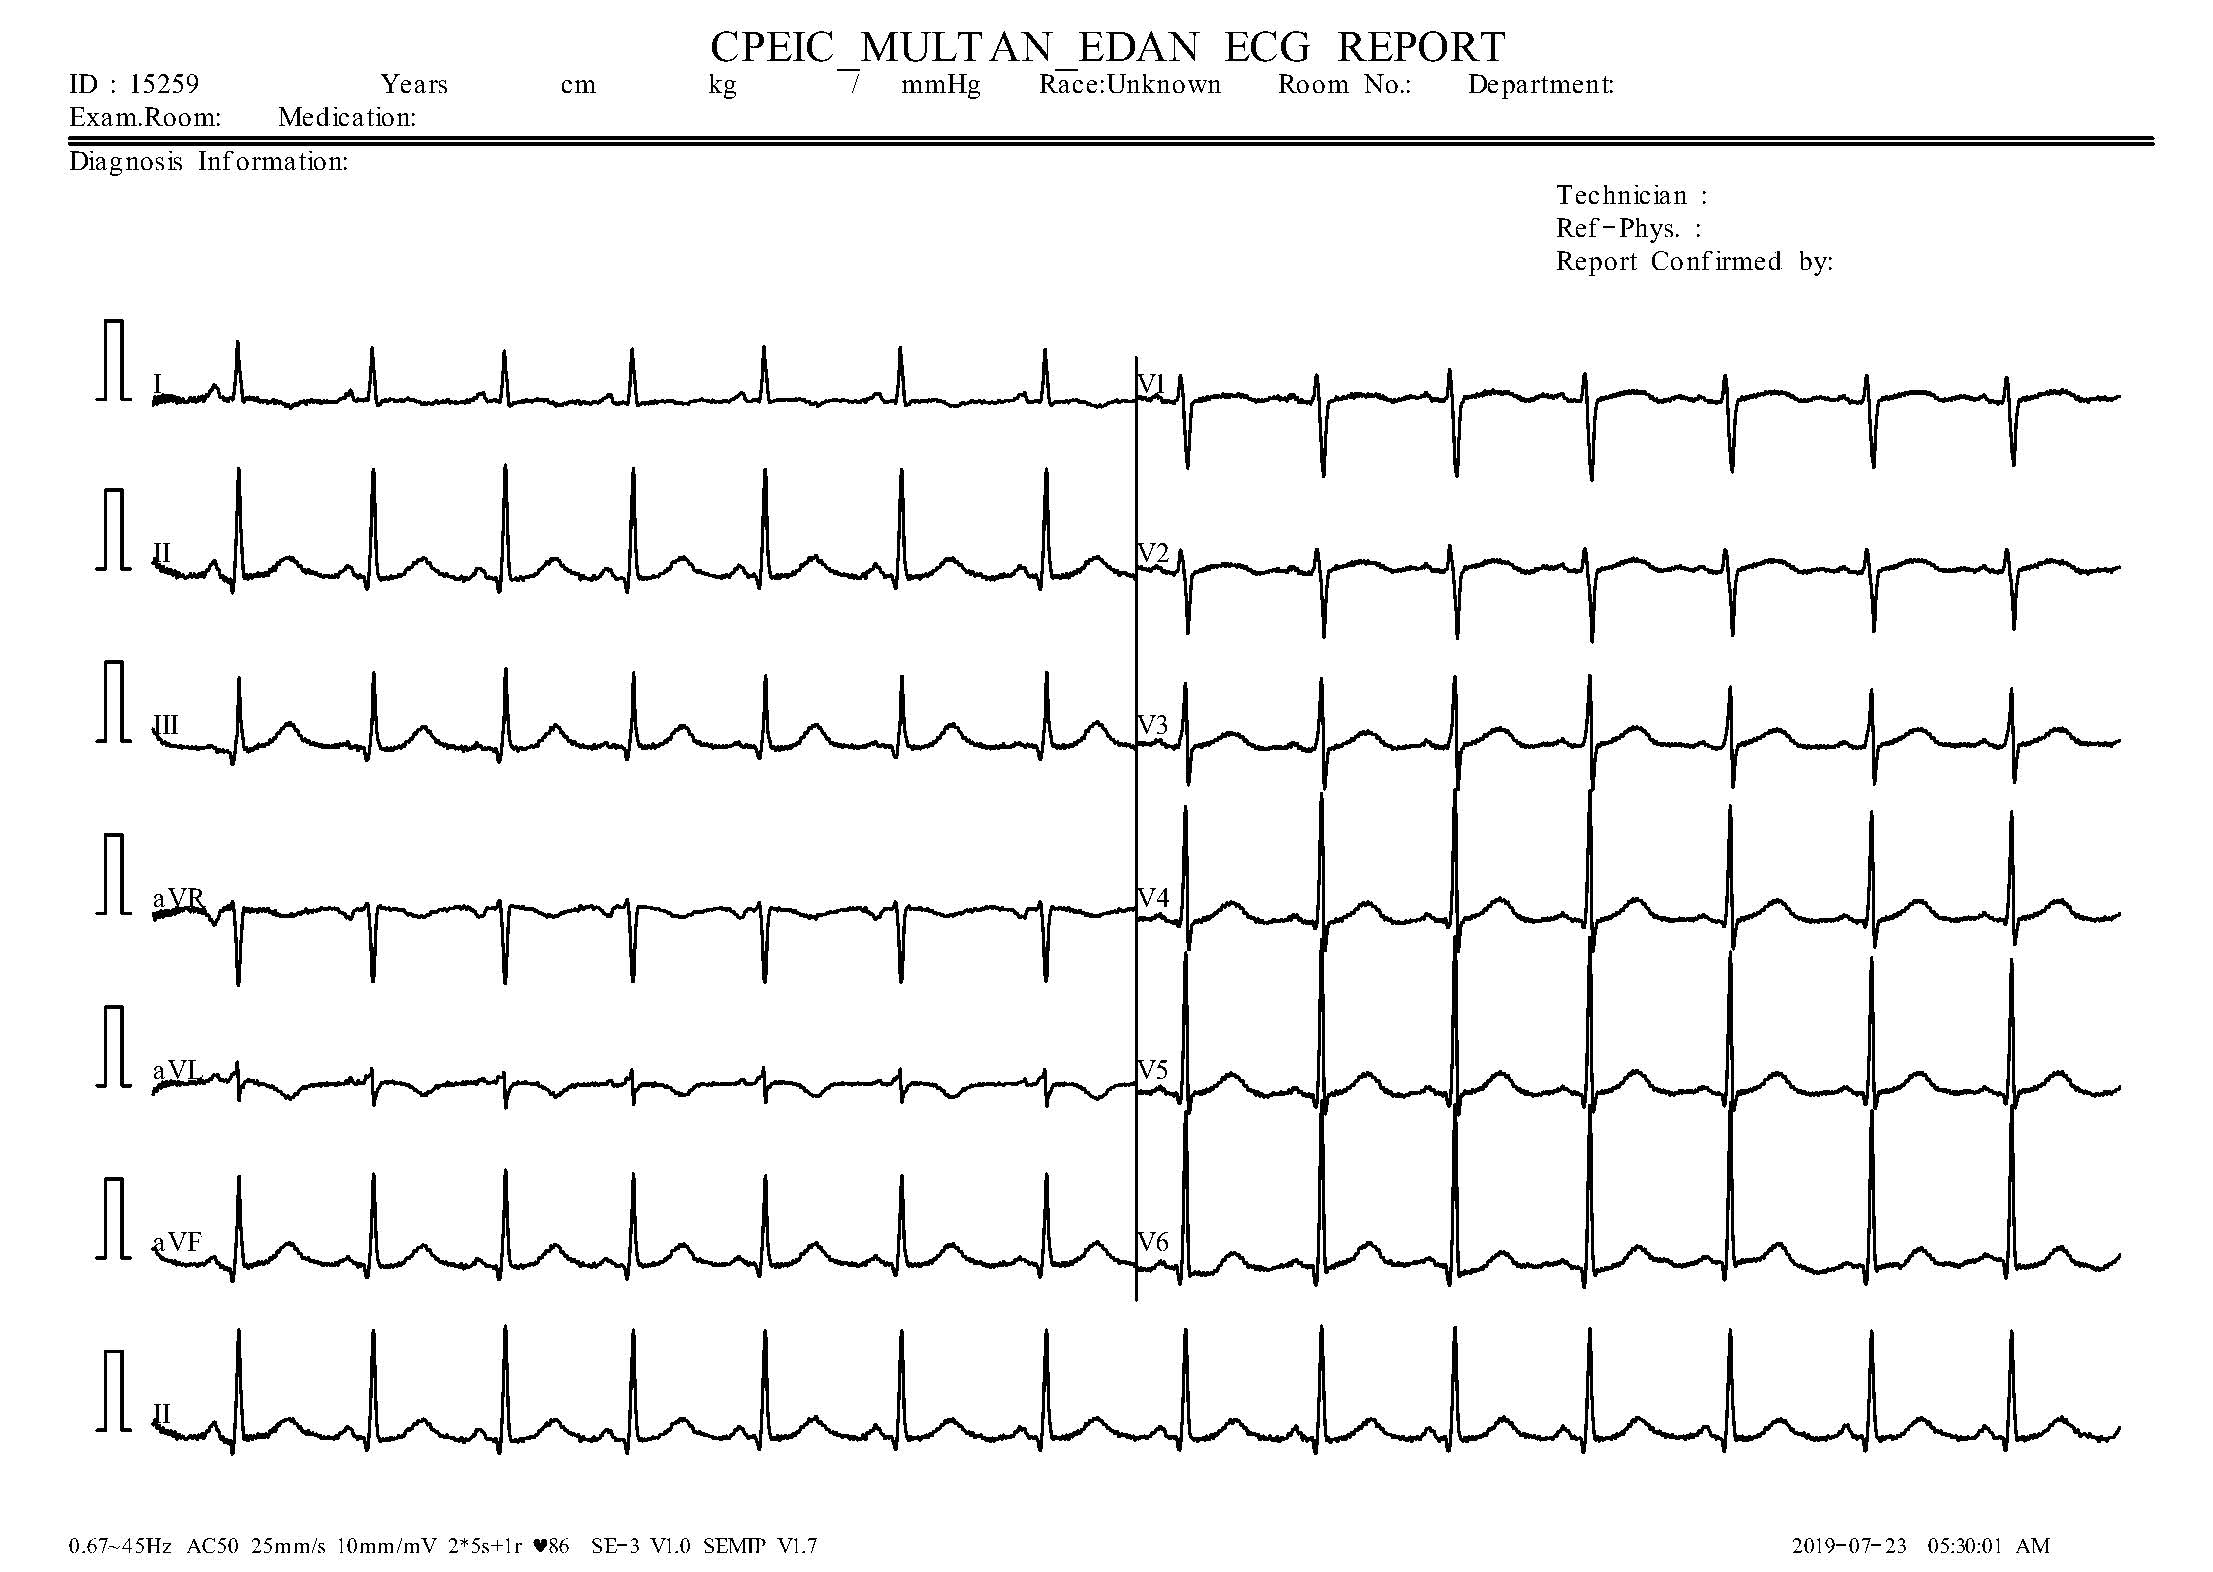 CPEIC_MULTAN_EDAN ECG REPORT
ID : 15259 Years cm kg / mmHg Race:Unknown Room No.: Department:
Exam.Room: Medication:
Diagnosis Information:
Technician :
Ref-Phys. :
Report Confirmed by:
I V1
II V2
III V3
aVR V4
aVL V5
aVF V6
II
0.67~45Hz AC50 25mm/s 10mm/mV 2*5s+1r ♥86 SE-3 V1.0 SEMIP V1.7 2019-07-23 05:30:01 AM